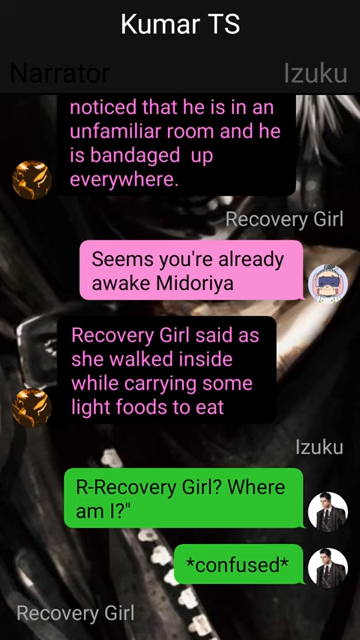 Kumar TS
Narrator
Izuku
noticed that he is in an
unfamiliar room and he
is bandaged  up
everywhere.
Recovery Girl
Seems you're already
awake Midoriya
Recovery Girl said as
she walked inside
while carrying some
light foods to eat
Izuku
R-Recovery Girl? Where
am I?"
*confused*
Recovery Girl